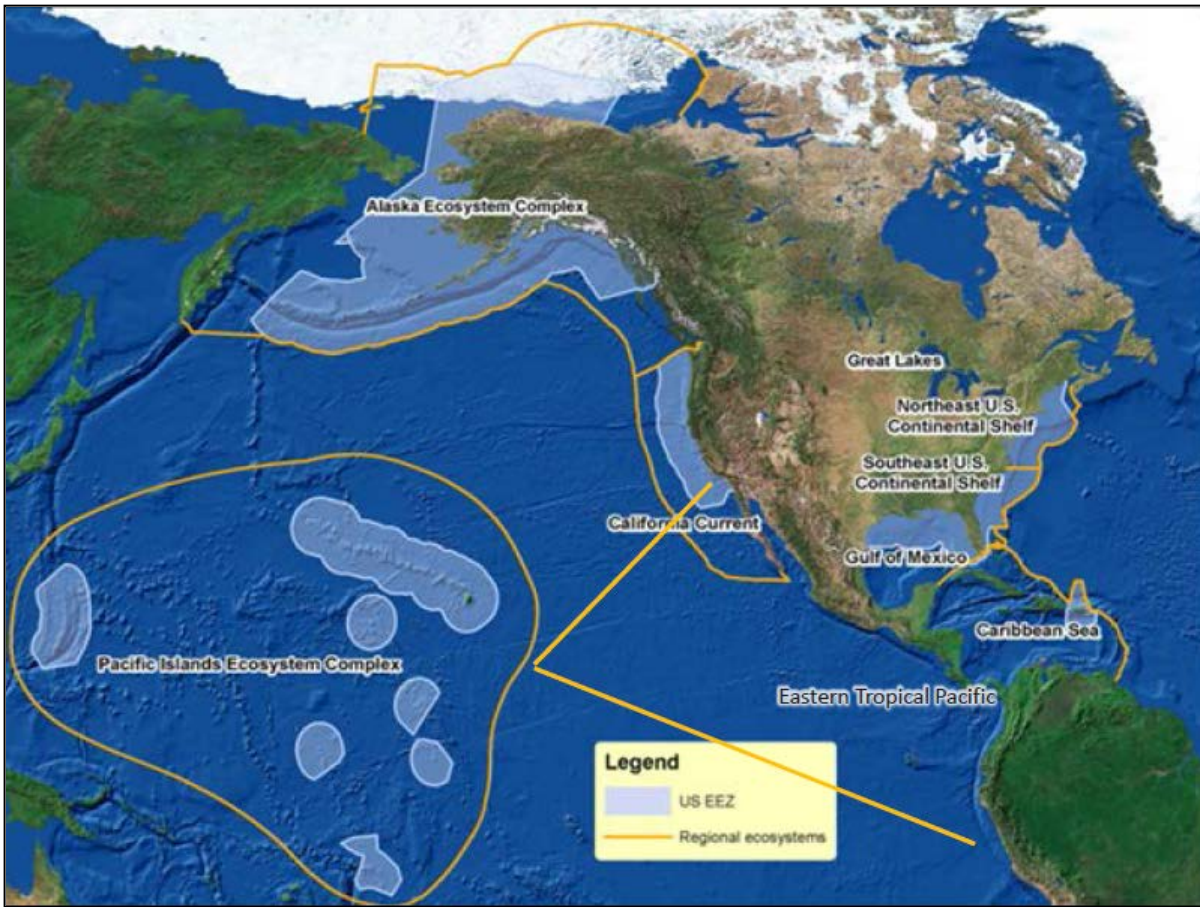 Alaska Ecosystem Complex
Great Lakes
Northeast U.S.
Continental Shelf
Southeast U.S.
Continental Shelf
California Current
Gulf of Mexico
Caribbean Sea
Pacific Islands Ecosystem Complex
Eastern Tropical Pacific
Legend
US EEZ
Regional ecosystems